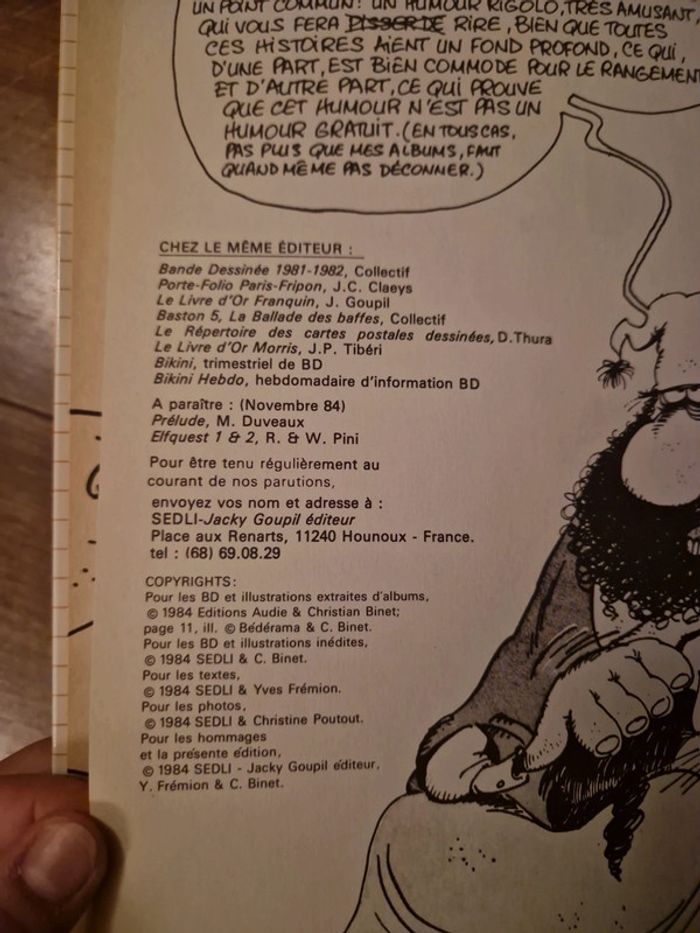 UN POINT COMMUN: UN HUMOUR RIGOLO, TRÈS AMUSANT,
QUI VOUS FERA PISSER DE RIRE, BIEN QUE TOUTES
CES HISTOIRES AIENT UN FOND PROFOND, CE QUI,
D'UNE PART, EST BIEN COMMODE POUR LE RANGEMENT
ET D'AUTRE PART, CE QUI PROUVE
QUE CET HUMOUR N'EST PAS UN
HUMOUR GRATUIT. (EN TOUS CAS,
PAS PLUS QUE MES ALBUMS, FAUT
QUAND MÊME PAS DÉCONNER.)
CHEZ LE MÊME ÉDITEUR :
Bande Dessinée 1981-1982, Collectif
Porte-Folio Paris-Fripon, J.C. Claeys
Le Livre d'Or Franquin, J. Goupil
Baston 5, La Ballade des baffes, Collectif
Le Répertoire des cartes postales dessinées, D.Thura
Le Livre d'Or Morris, J.P. Tibéri
Bikini, trimestriel de BD
Bikini Hebdo, hebdomadaire d'information BD
A paraître : (Novembre 84)
Prélude, M. Duveaux
Elfquest 1 & 2, R. & W. Pini
Pour être tenu régulièrement au
courant de nos parutions,
envoyez vos nom et adresse à :
SEDLI-Jacky Goupil éditeur
Place aux Renarts, 11240 Hounoux - France.
tel : (68) 69.08.29
COPYRIGHTS:
Pour les BD et illustrations extraites d'albums,
© 1984 Editions Audie & Christian Binet;
page 11, ill. © Bédérama & C. Binet.
Pour les BD et illustrations inédites,
© 1984 SEDLI & C. Binet.
Pour les textes,
© 1984 SEDLI & Yves Frémion.
Pour les photos,
© 1984 SEDLI & Christine Poutout.
Pour les hommages
et la présente édition,
© 1984 SEDLI - Jacky Goupil éditeur,
Y. Frémion & C. Binet.